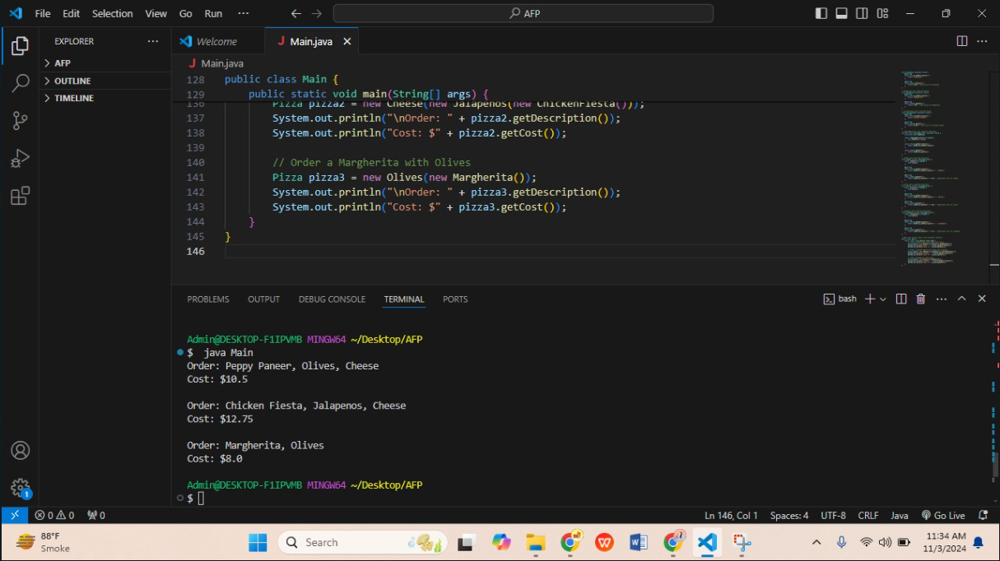 File Edit Selection View Go Run ··· AFP
EXPLORER ···
Welcome
Main.java
AFP
OUTLINE
TIMELINE
Main.java
128 public class Main {
129 public static void main(String[] args) {
136 Pizza pizza2 = new Cheese(new Jalapenos(new ChickenFiesta()));
137 System.out.println("\nOrder: " + pizza2.getDescription());
138 System.out.println("Cost: $" + pizza2.getCost());
139
140 // Order a Margherita with Olives
141 Pizza pizza3 = new Olives(new Margherita());
142 System.out.println("\nOrder: " + pizza3.getDescription());
143 System.out.println("Cost: $" + pizza3.getCost());
144 }
145 }
146
PROBLEMS OUTPUT DEBUG CONSOLE TERMINAL PORTS bash
Admin@DESKTOP-F1IPVMB MINGW64 ~/Desktop/AFP
$ java Main
Order: Peppy Paneer, Olives, Cheese
Cost: $10.5
Order: Chicken Fiesta, Jalapenos, Cheese
Cost: $12.75
Order: Margherita, Olives
Cost: $8.0
Admin@DESKTOP-F1IPVMB MINGW64 ~/Desktop/AFP
$
1
0 0 0 Ln 146, Col 1 Spaces: 4 UTF-8 CRLF Java Go Live
88°F
Smoke
Search
11:34 AM
11/3/2024